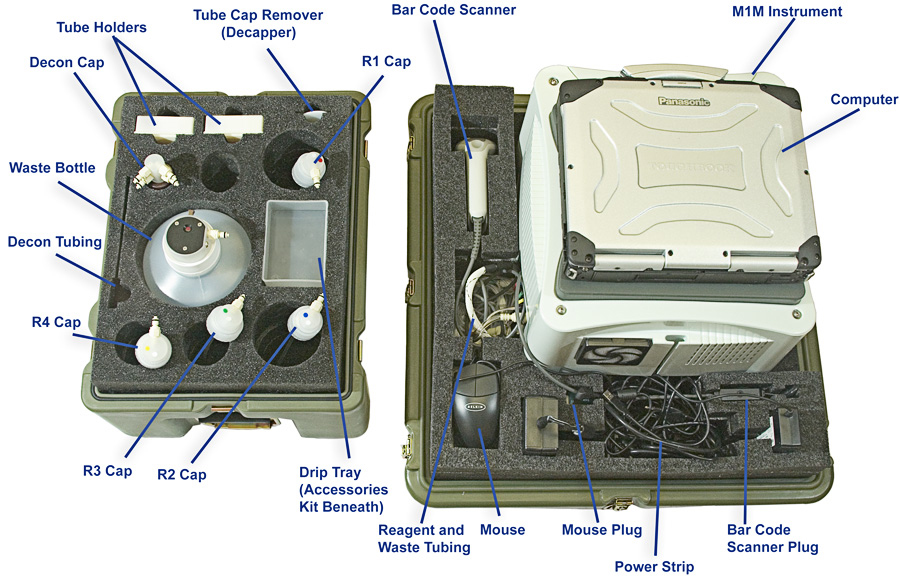 Tube Cap Remover
(Decapper)
Bar Code Scanner
M1M Instrument
Tube Holders
Decon Cap
R1 Cap
Panasonic
Computer
TOUGHBOOK
Waste Bottle
Decon Tubing
R4 Cap
BELKIN
R3 Cap
R2 Cap
Drip Tray
(Accessories
Kit Beneath)
Reagent and
Waste Tubing
Mouse
Mouse Plug
Power Strip
Bar Code
Scanner Plug